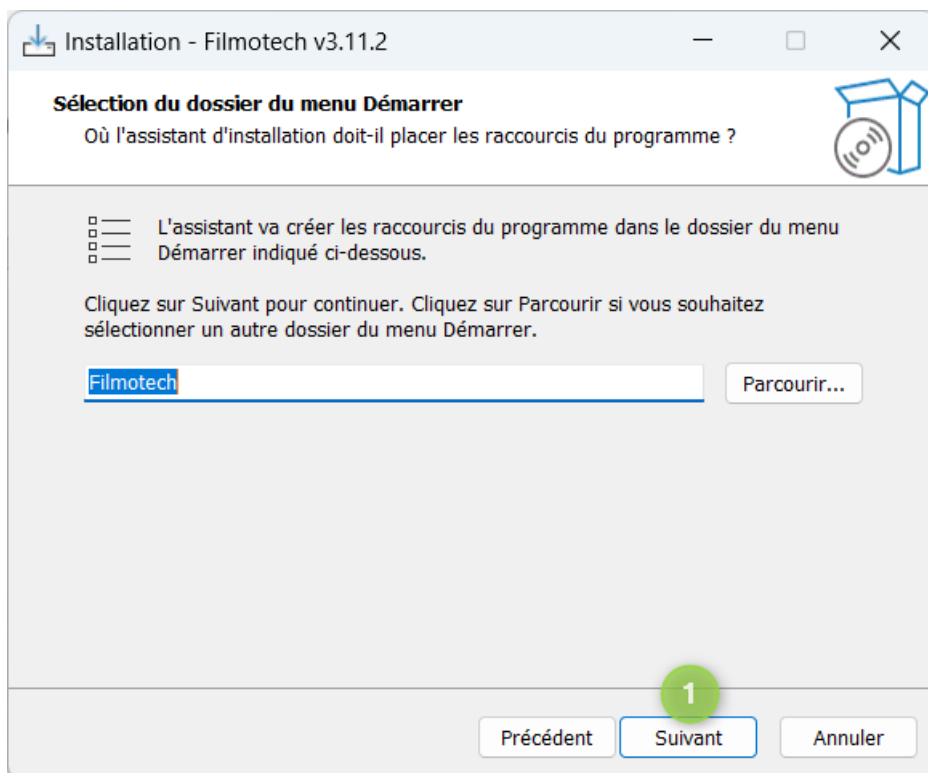 Installation - Filmotech v3.11.2
Sélection du dossier du menu Démarrer
Où l'assistant d'installation doit-il placer les raccourcis du programme ?
L'assistant va créer les raccourcis du programme dans le dossier du menu
Démarrer indiqué ci-dessous.
Cliquez sur Suivant pour continuer. Cliquez sur Parcourir si vous souhaitez
sélectionner un autre dossier du menu Démarrer.
Filmotech
Parcourir...
1
Précédent
Suivant
Annuler